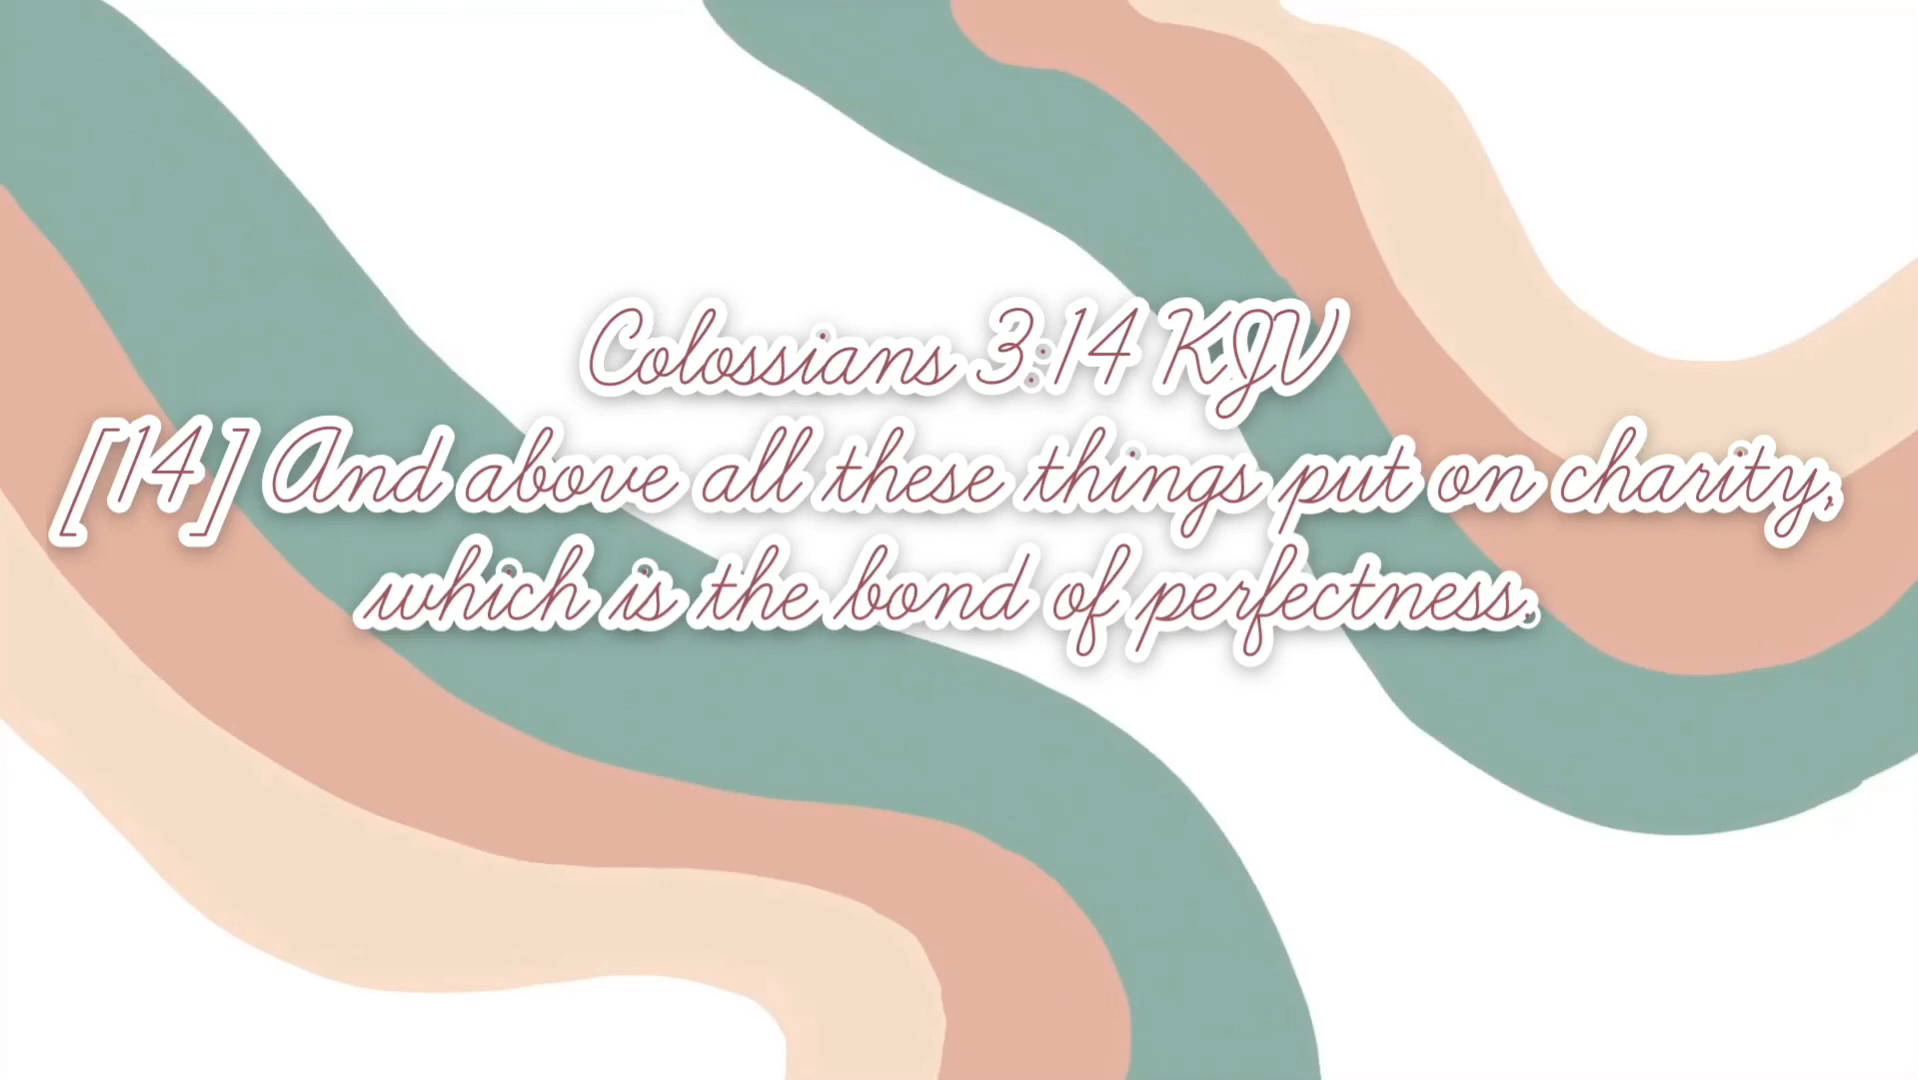 Colossians 3:14 KJV
[14] And above all these things put on charity,
which is the bond of perfectness.